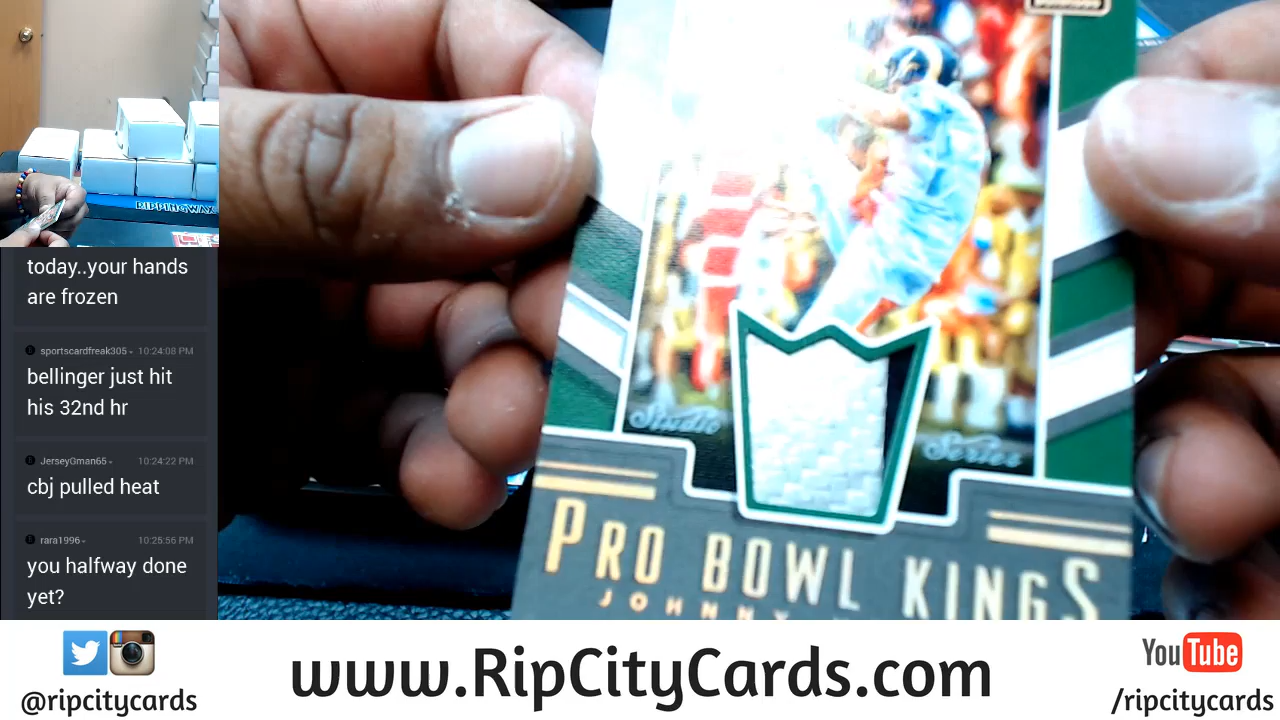 RIPPINGWAX
today..your hands
are frozen
sportscardfreak305 10:24:08 PM
bellinger just hit
his 32nd hr
JerseyGman65 10:24:22 PM
cbj pulled heat
rara1996 10:25:56 PM
you halfway done
yet?
Studio Series
PRO BOWL KINGS
JOHNNY
@ripcitycards
www.RipCityCards.com
YouTube
/ripcitycards